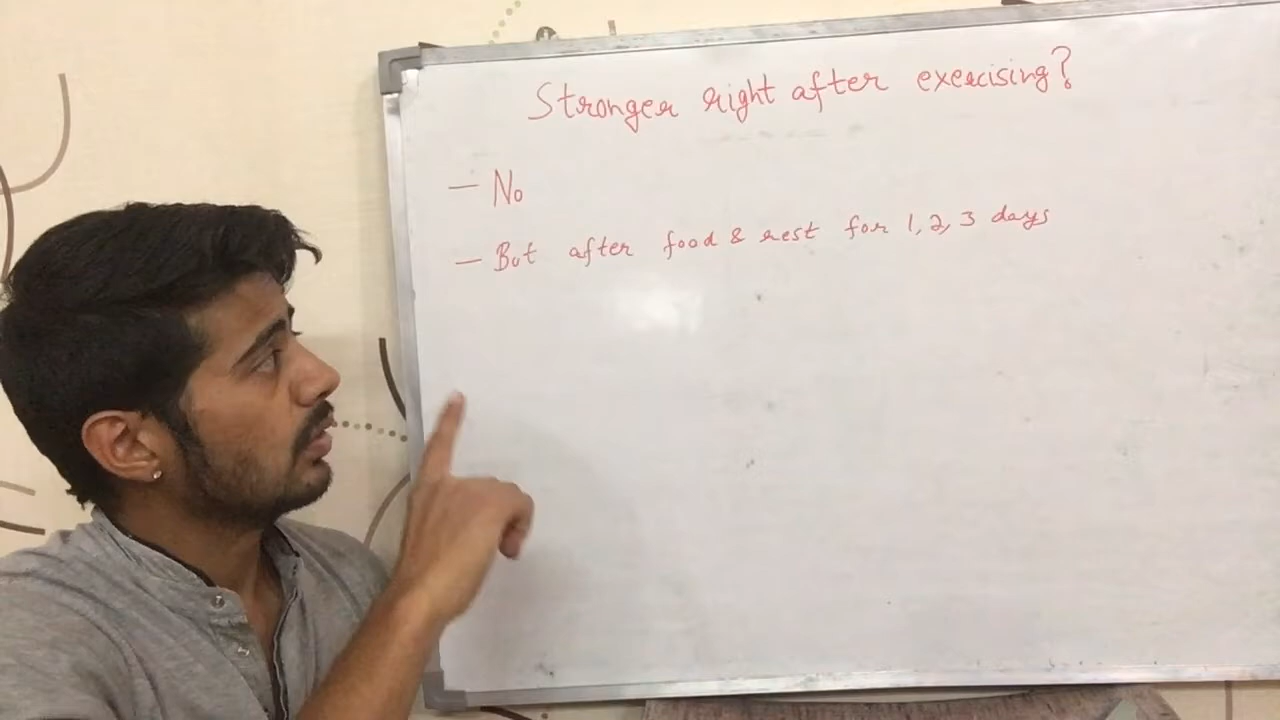 Stronger right after exercising?
— No
— But after food & rest for 1, 2, 3 days